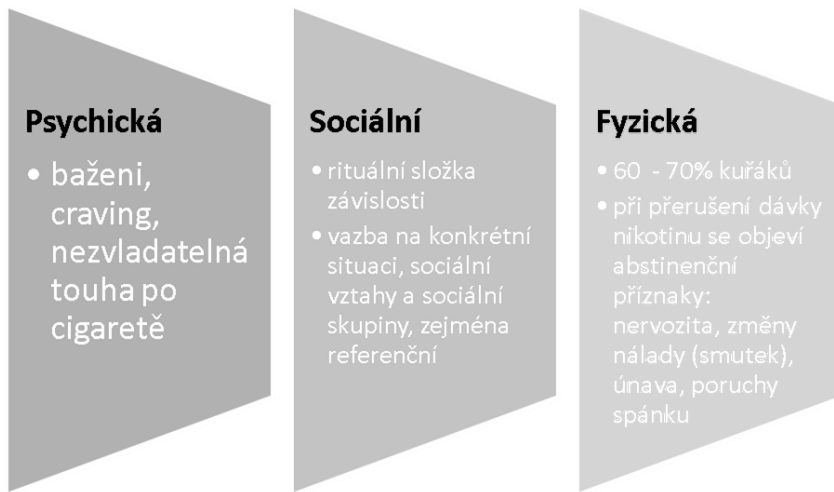 Psychická
• baženi,
craving,
nezvladatelná
touha po
cigaretě
Sociální
• rituální složka
závislosti
• vazba na konkrétní
situaci, sociální
vztahy a sociální
skupiny, zejména
referenční
Fyzická
• 60 - 70% kuřáků
• při přerušení dávky
nikotinu se objeví
abstinenční
příznaky:
nervozita, změny
nálady (smutek),
únava, poruchy
spánku